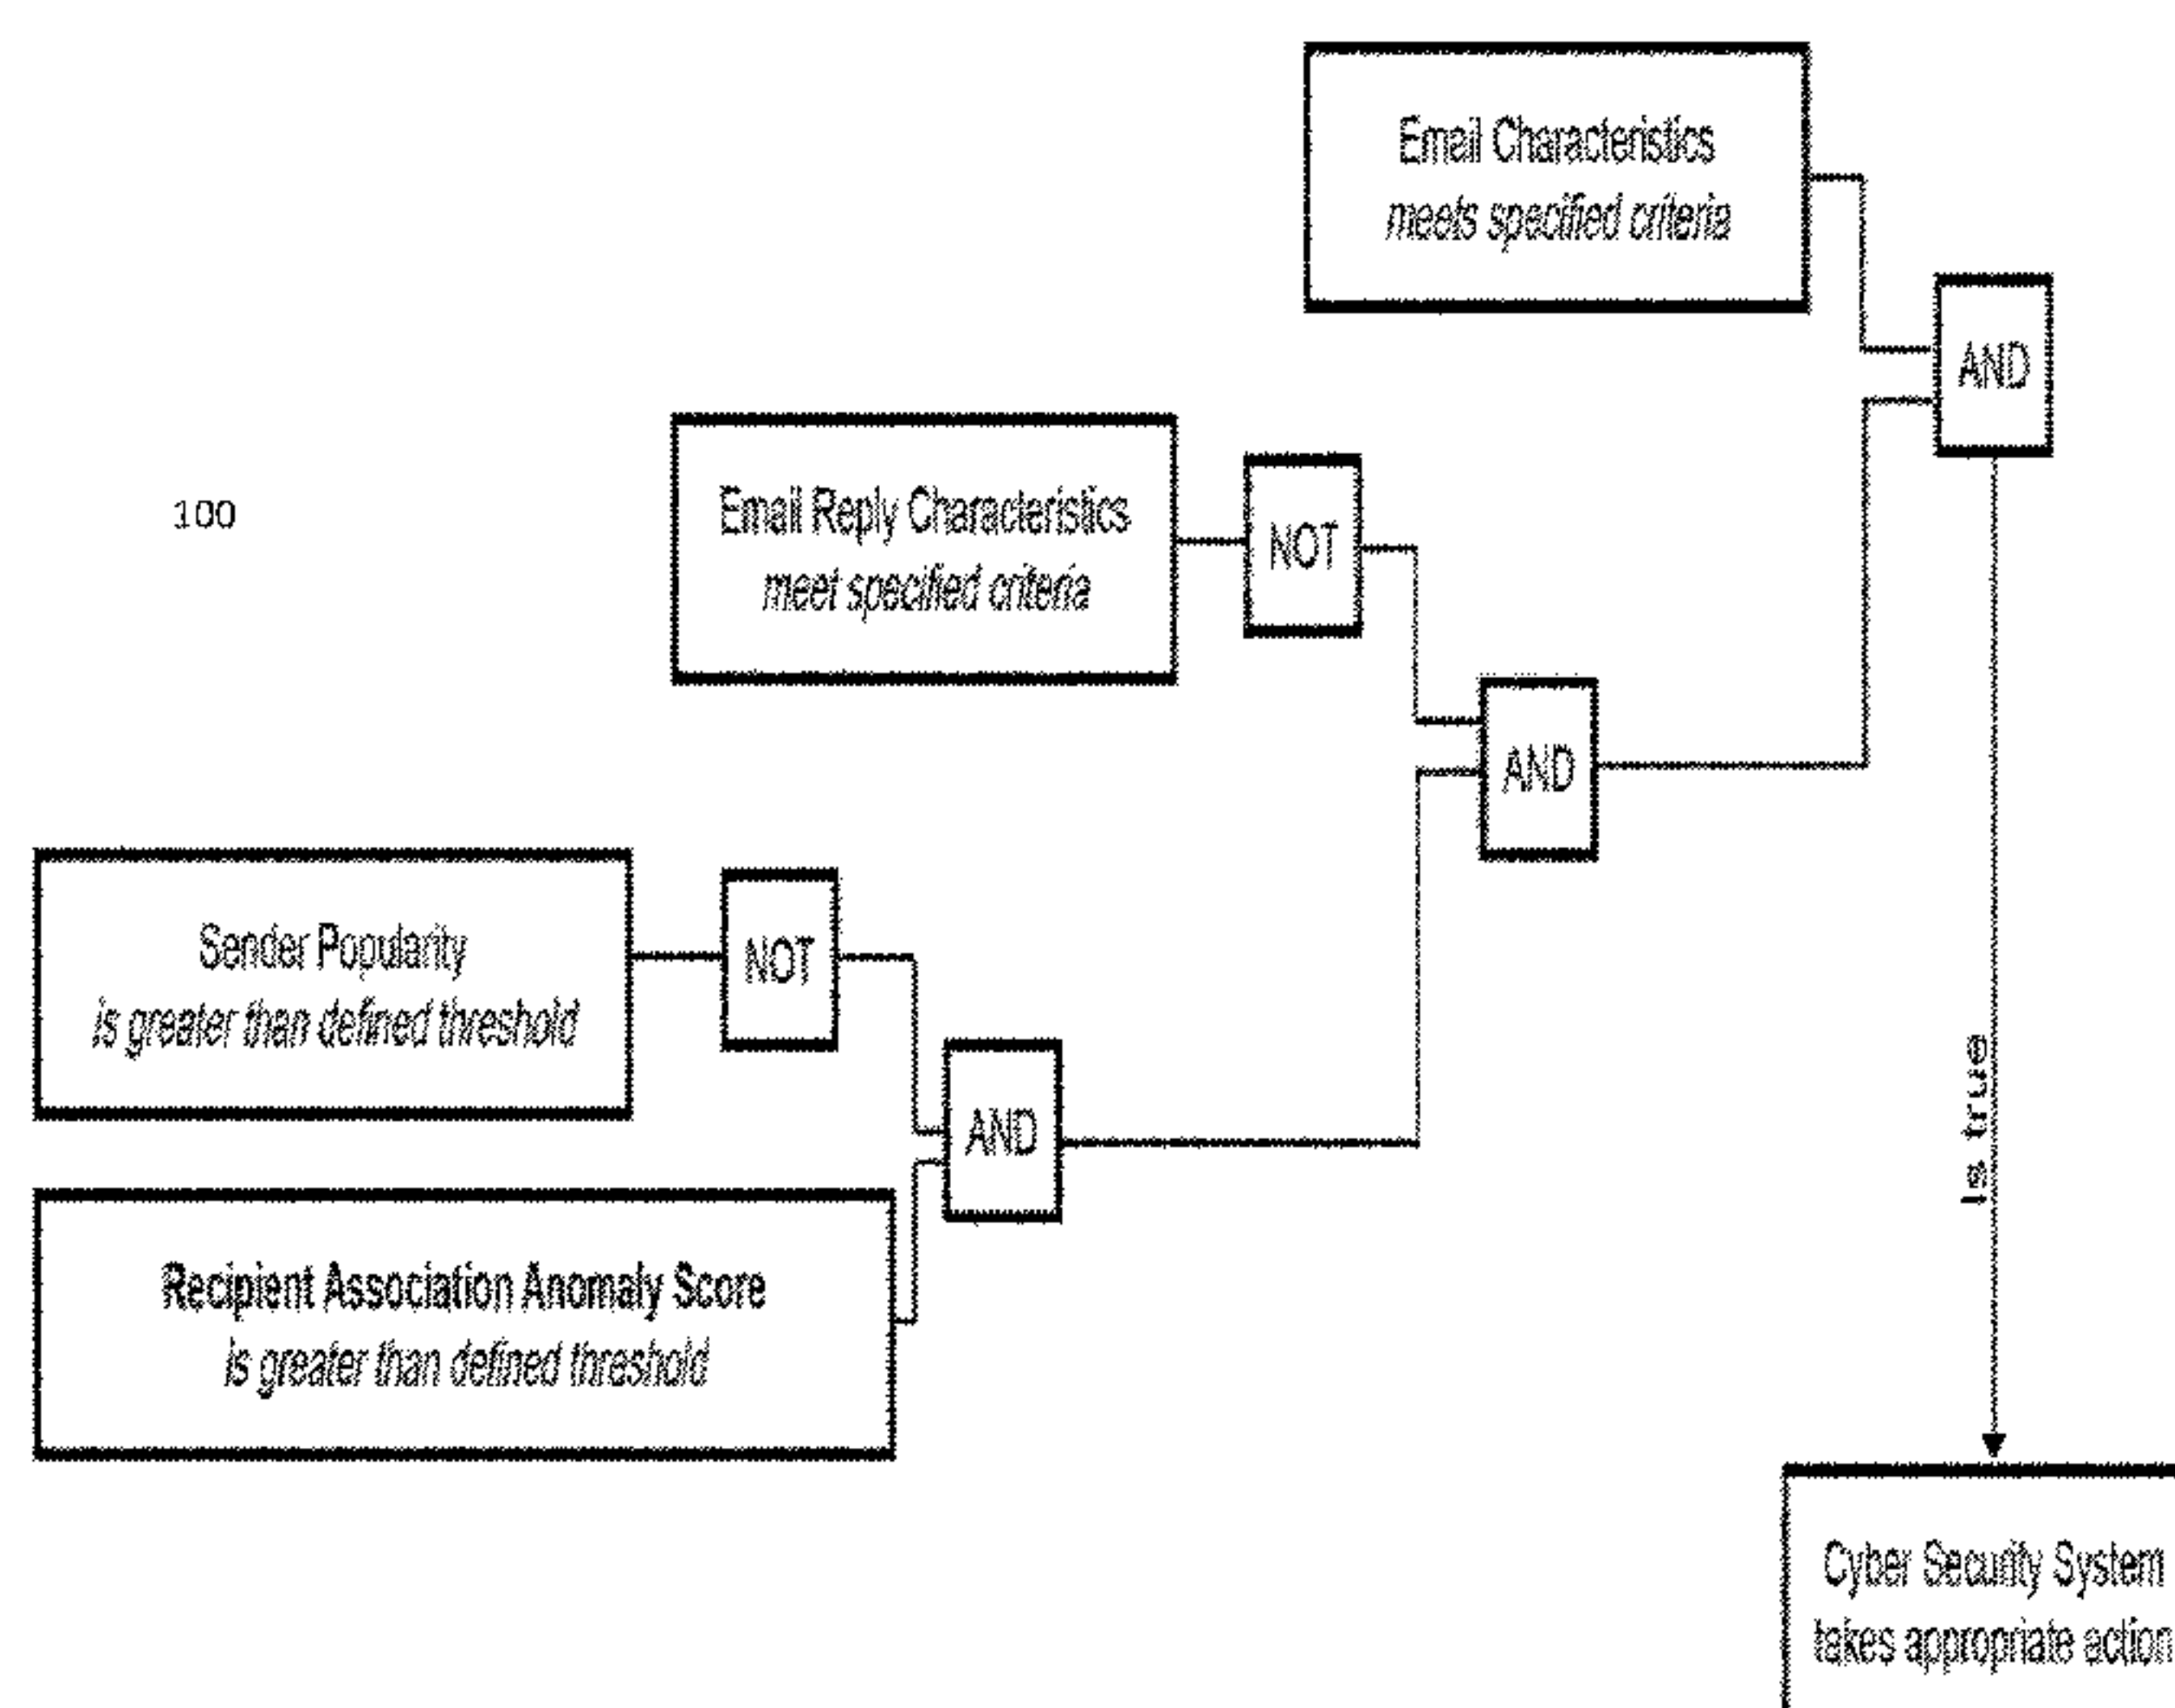 Email Characteristics
meets specified criteria
AND
100
Email Reply Characteristics
meet specified criteria
NOT
AND
Sender Popularity
is greater than defined threshold
NOT
AND
Recipient Association Anomaly Score
is greater than defined threshold
is true
Cyber Security System
takes appropriate action